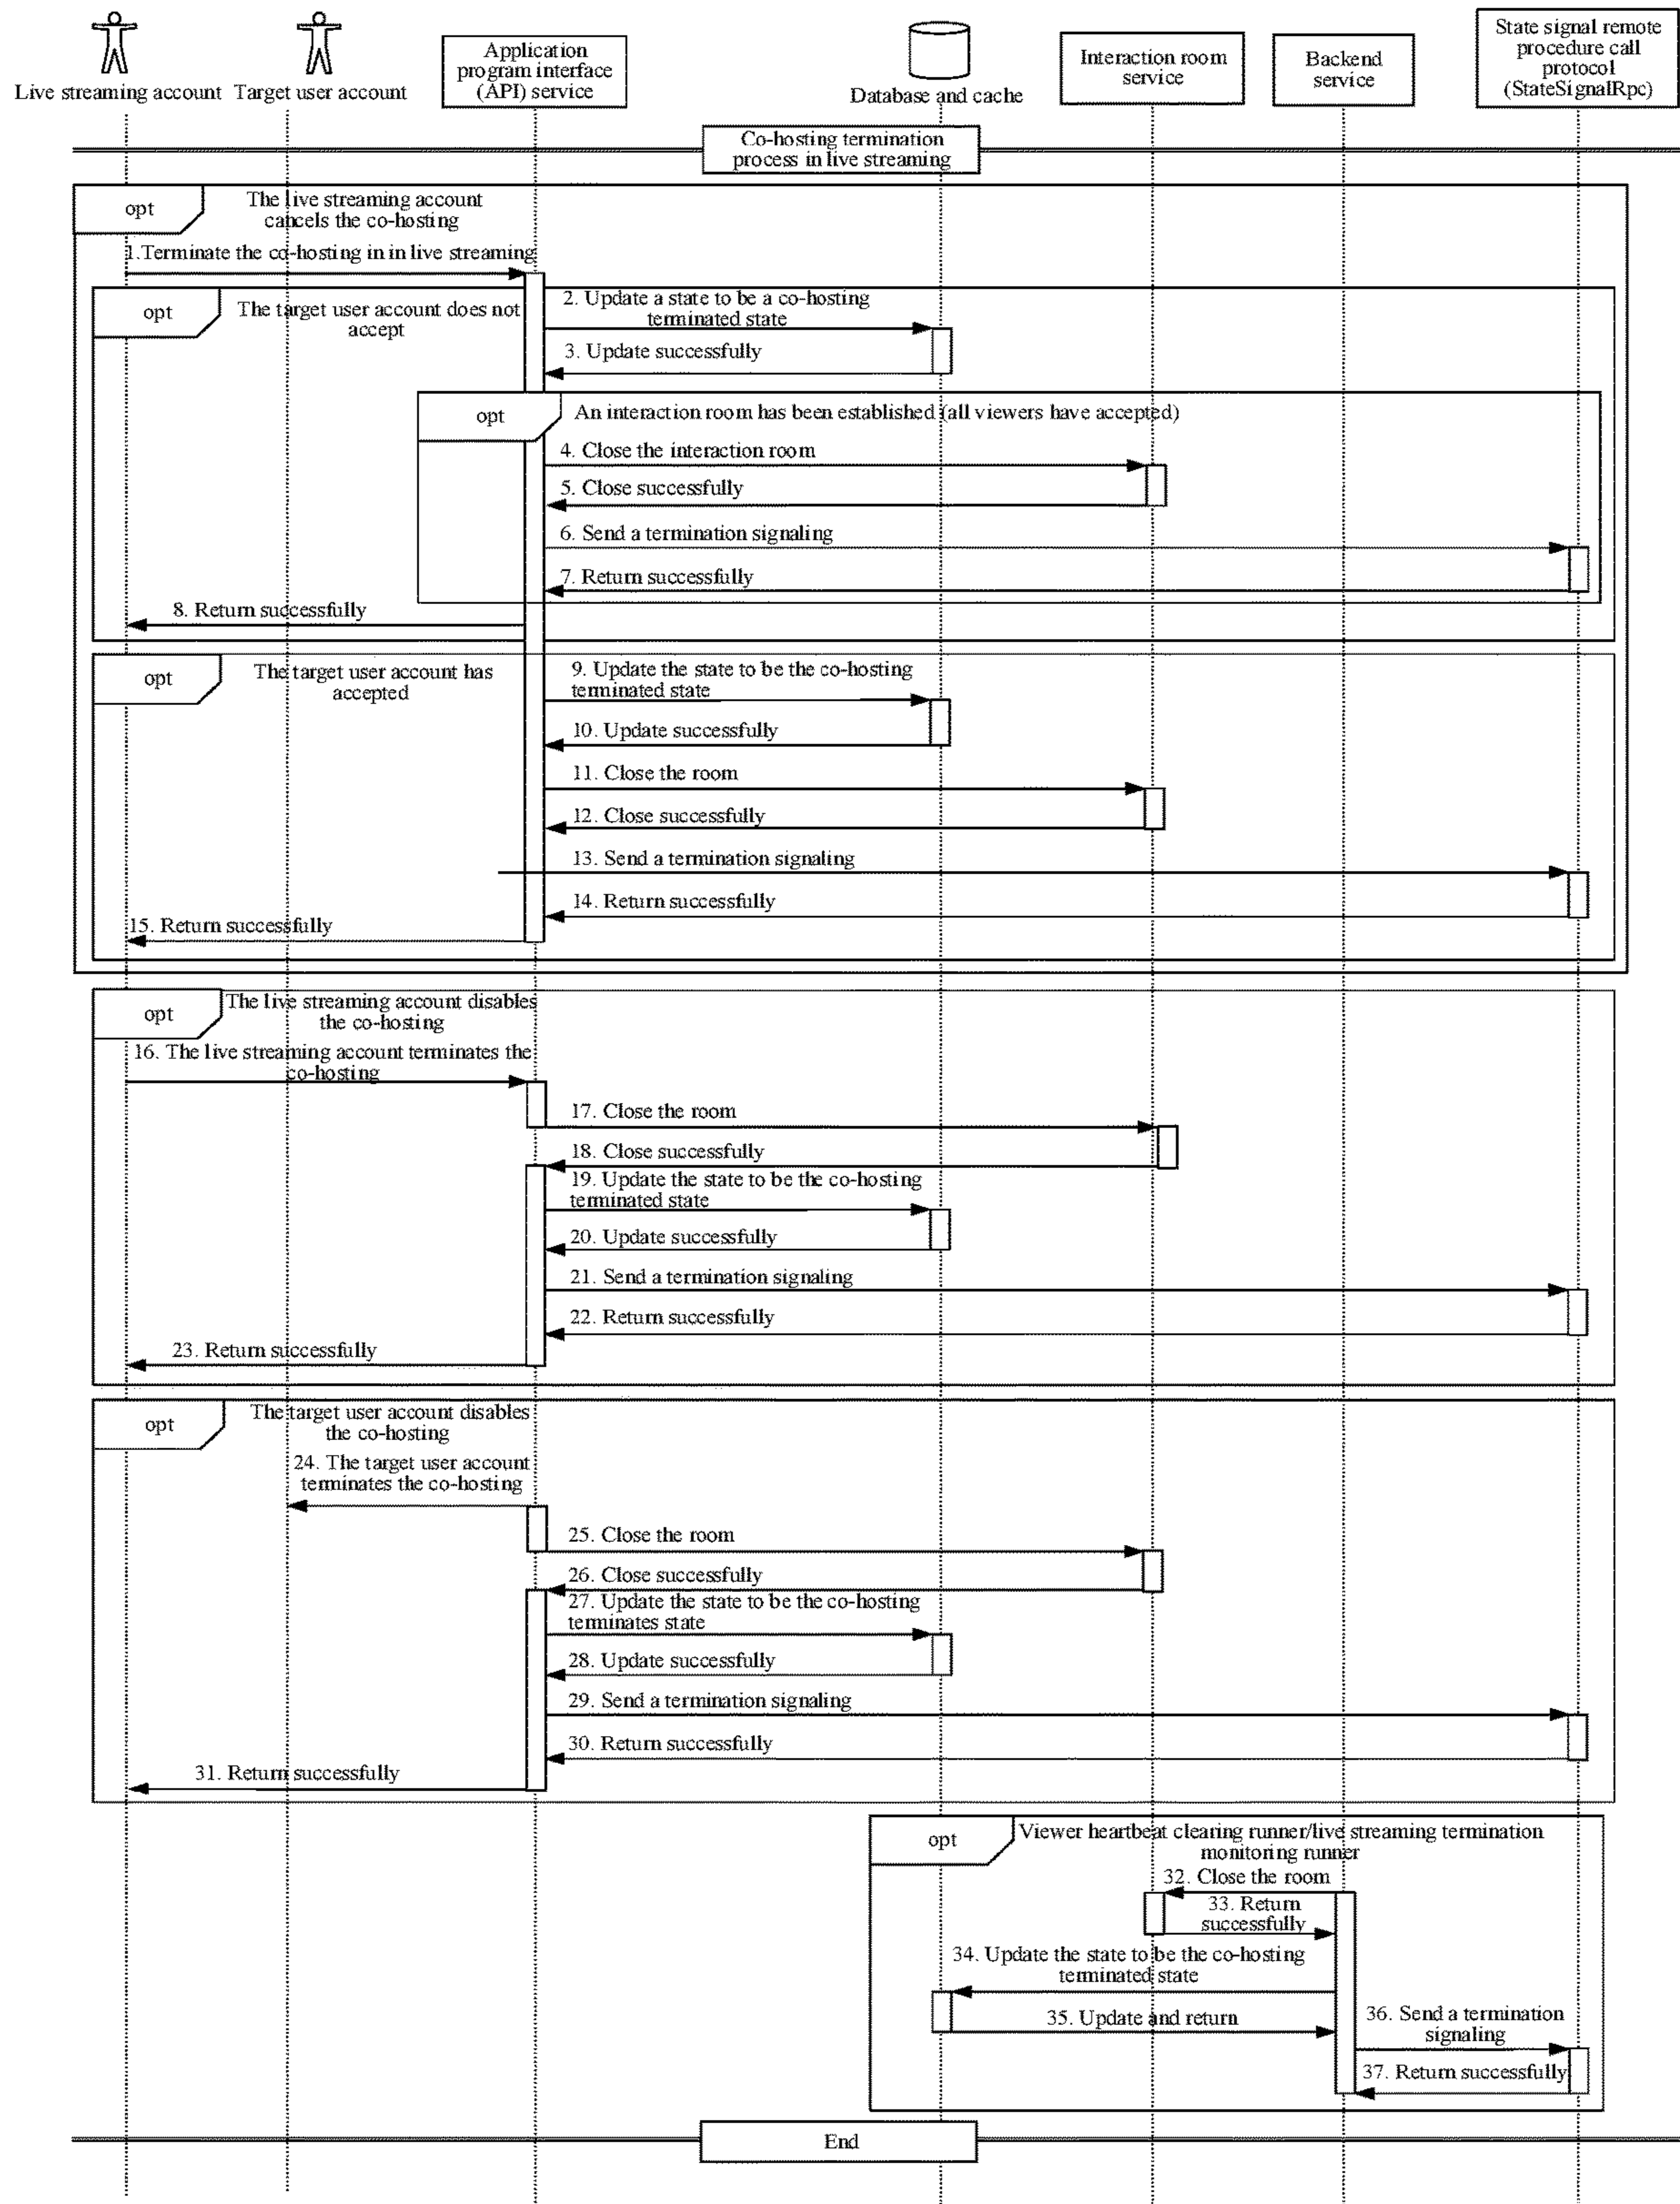 Live streaming account
Target user account
Application
program interface
(API) service
Database and cache
Interaction room
service
Backend
service
State signal remote
procedure call
protocol
(StateSignalRpc)
Co-hosting termination
process in live streaming
opt
The live streaming account
cancels the co-hosting
1.Terminate the co-hosting in in live streaming
opt
The target user account does not
accept
2. Update a state to be a co-hosting
terminated state
3. Update successfully
opt
An interaction room has been established (all viewers have accepted)
4. Close the interaction room
5. Close successfully
6. Send a termination signaling
7. Return successfully
8. Return successfully
opt
The target user account has
accepted
9. Update the state to be the co-hosting
terminated state
10. Update successfully
11. Close the room
12. Close successfully
13. Send a termination signaling
14. Return successfully
15. Return successfully
opt
The live streaming account disables
the co-hosting
16. The live streaming account terminates the
co-hosting
17. Close the room
18. Close successfully
19. Update the state to be the co-hosting
terminated state
20. Update successfully
21. Send a termination signaling
22. Return successfully
23. Return successfully
opt
The target user account disables
the co-hosting
24. The target user account
terminates the co-hosting
25. Close the room
26. Close successfully
27. Update the state to be the co-hosting
terminates state
28. Update successfully
29. Send a termination signaling
30. Return successfully
31. Return successfully
opt
Viewer heartbeat clearing runner/live streaming termination
monitoring runner
32. Close the room
33. Return
successfully
34. Update the state to be the co-hosting
terminated state
35. Update and return
36. Send a termination
signaling
37. Return successfully
End